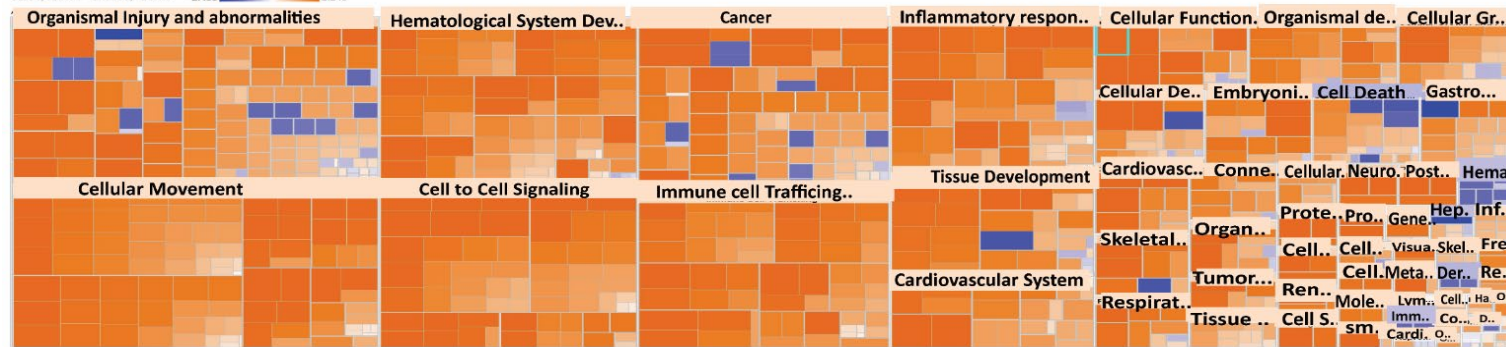 Organismal Injury and abnormalities
Hematological System Dev..
Cancer
Inflammatory respon..
Cellular Function.
Organismal de..
Cellular Gr..
Cellular De..
Embryoni..
Cell Death
Gastro...
Cellular Movement
Cell to Cell Signaling
Immune cell Trafficing..
Tissue Development
Cardiovasc..
Conne..
Cellular.
Neuro.
Post..
Hema
Prote..
Pro..
Gene..
Hep.
Inf.
Skeletal..
Organ..
Cell..
Cell..
Visua..
Skel..
Fre
Cardiovascular System
Tumor...
Cell.
Meta..
Der..
Re..
Ren..
Respirat..
Mole..
Lym..
Cell..
Ha.
O
Tissue ..
Cell S..
sm.
Imm..
Co...
D..
Cardi.
O...